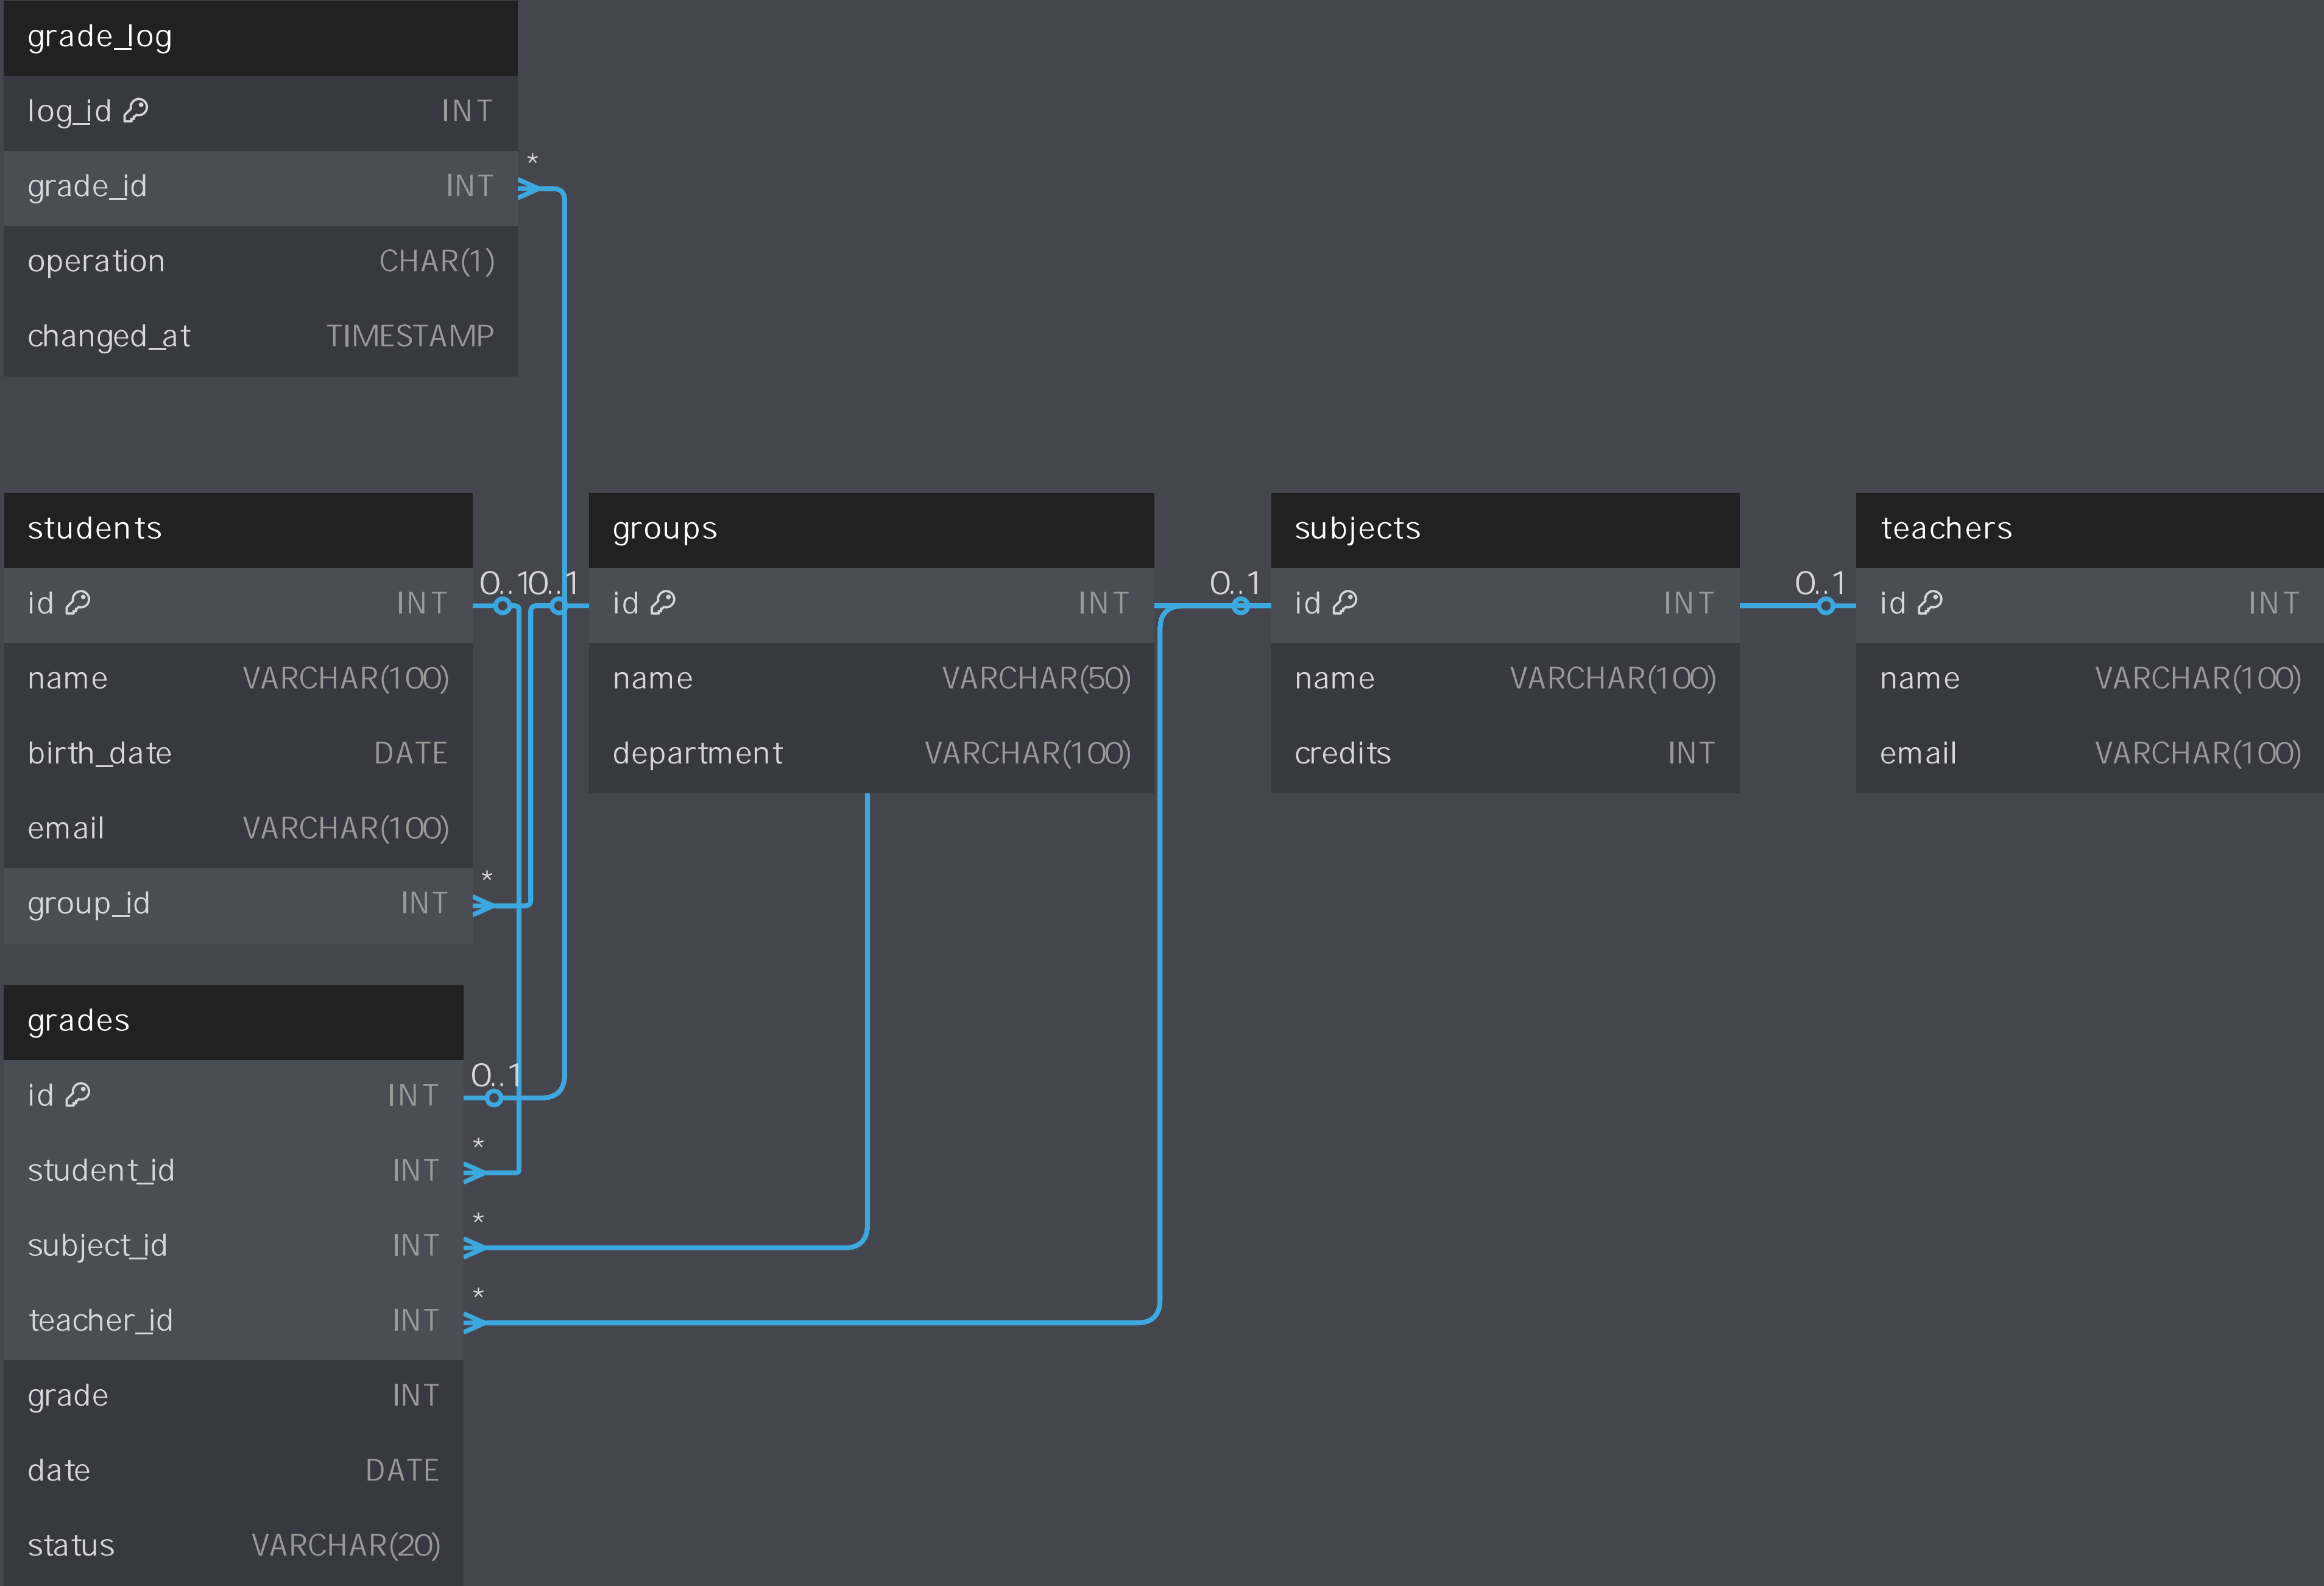 grade_log
log_id INT
*
grade_id INT
operation CHAR(1)
changed_at TIMESTAMP
students
id INT
name VARCHAR(100)
birth_date DATE
email VARCHAR(100)
*
group_id INT
0..1
0..1
groups
id INT
name VARCHAR(50)
department VARCHAR(100)
0..1
subjects
id INT
name VARCHAR(100)
credits INT
0..1
teachers
id INT
name VARCHAR(100)
email VARCHAR(100)
grades
0..1
id INT
*
student_id INT
*
subject_id INT
*
teacher_id INT
grade INT
date DATE
status VARCHAR(20)